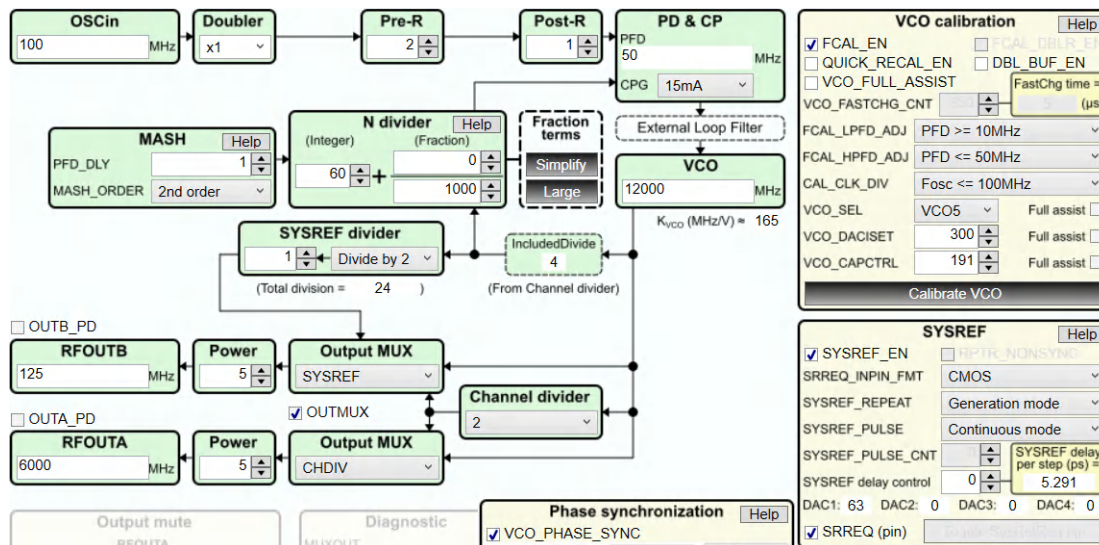 OSCin
100 MHz
Doubler
x1
Pre-R
2
Post-R
1
PD & CP
PFD
50 MHz
CPG 15mA
MASH Help
PFD_DLY 1
MASH_ORDER 2nd order
N divider Help
(Integer) (Fraction)
60 + 0
1000
Fraction
terms
Simplify
Large
External Loop Filter
VCO
12000 MHz
KVCO (MHz/V) ≈ 165
SYSREF divider
1 Divide by 2
(Total division = 24 )
IncludedDivide
4
(From Channel divider)
OUTB_PD
RFOUTB
125 MHz
Power
5
Output MUX
SYSREF
OUTMUX
Channel divider
2
OUTA_PD
RFOUTA
6000 MHz
Power
5
Output MUX
CHDIV
Output mute
RFOUTA
Diagnostic
MUXOUT
Phase synchronization Help
VCO_PHASE_SYNC
VCO calibration Help
FCAL_EN FCAL_DBLR_EN
QUICK_RECAL_EN DBL_BUF_EN
VCO_FULL_ASSIST
FastChg time =
VCO_FASTCHG_CNT 5 (µs
FCAL_LPFD_ADJ PFD >= 10MHz
FCAL_HPFD_ADJ PFD <= 50MHz
CAL_CLK_DIV Fosc <= 100MHz
VCO_SEL VCO5 Full assist
VCO_DACISET 300 Full assist
VCO_CAPCTRL 191 Full assist
Calibrate VCO
SYSREF Help
SYSREF_EN RPTR_NONSYNC
SRREQ_INPIN_FMT CMOS
SYSREF_REPEAT Generation mode
SYSREF_PULSE Continuous mode
SYSREF_PULSE_CNT
SYSREF delay
per step (ps) =
SYSREF delay control 0 5.291
DAC1: 63 DAC2: 0 DAC3: 0 DAC4: 0
SRREQ (pin)